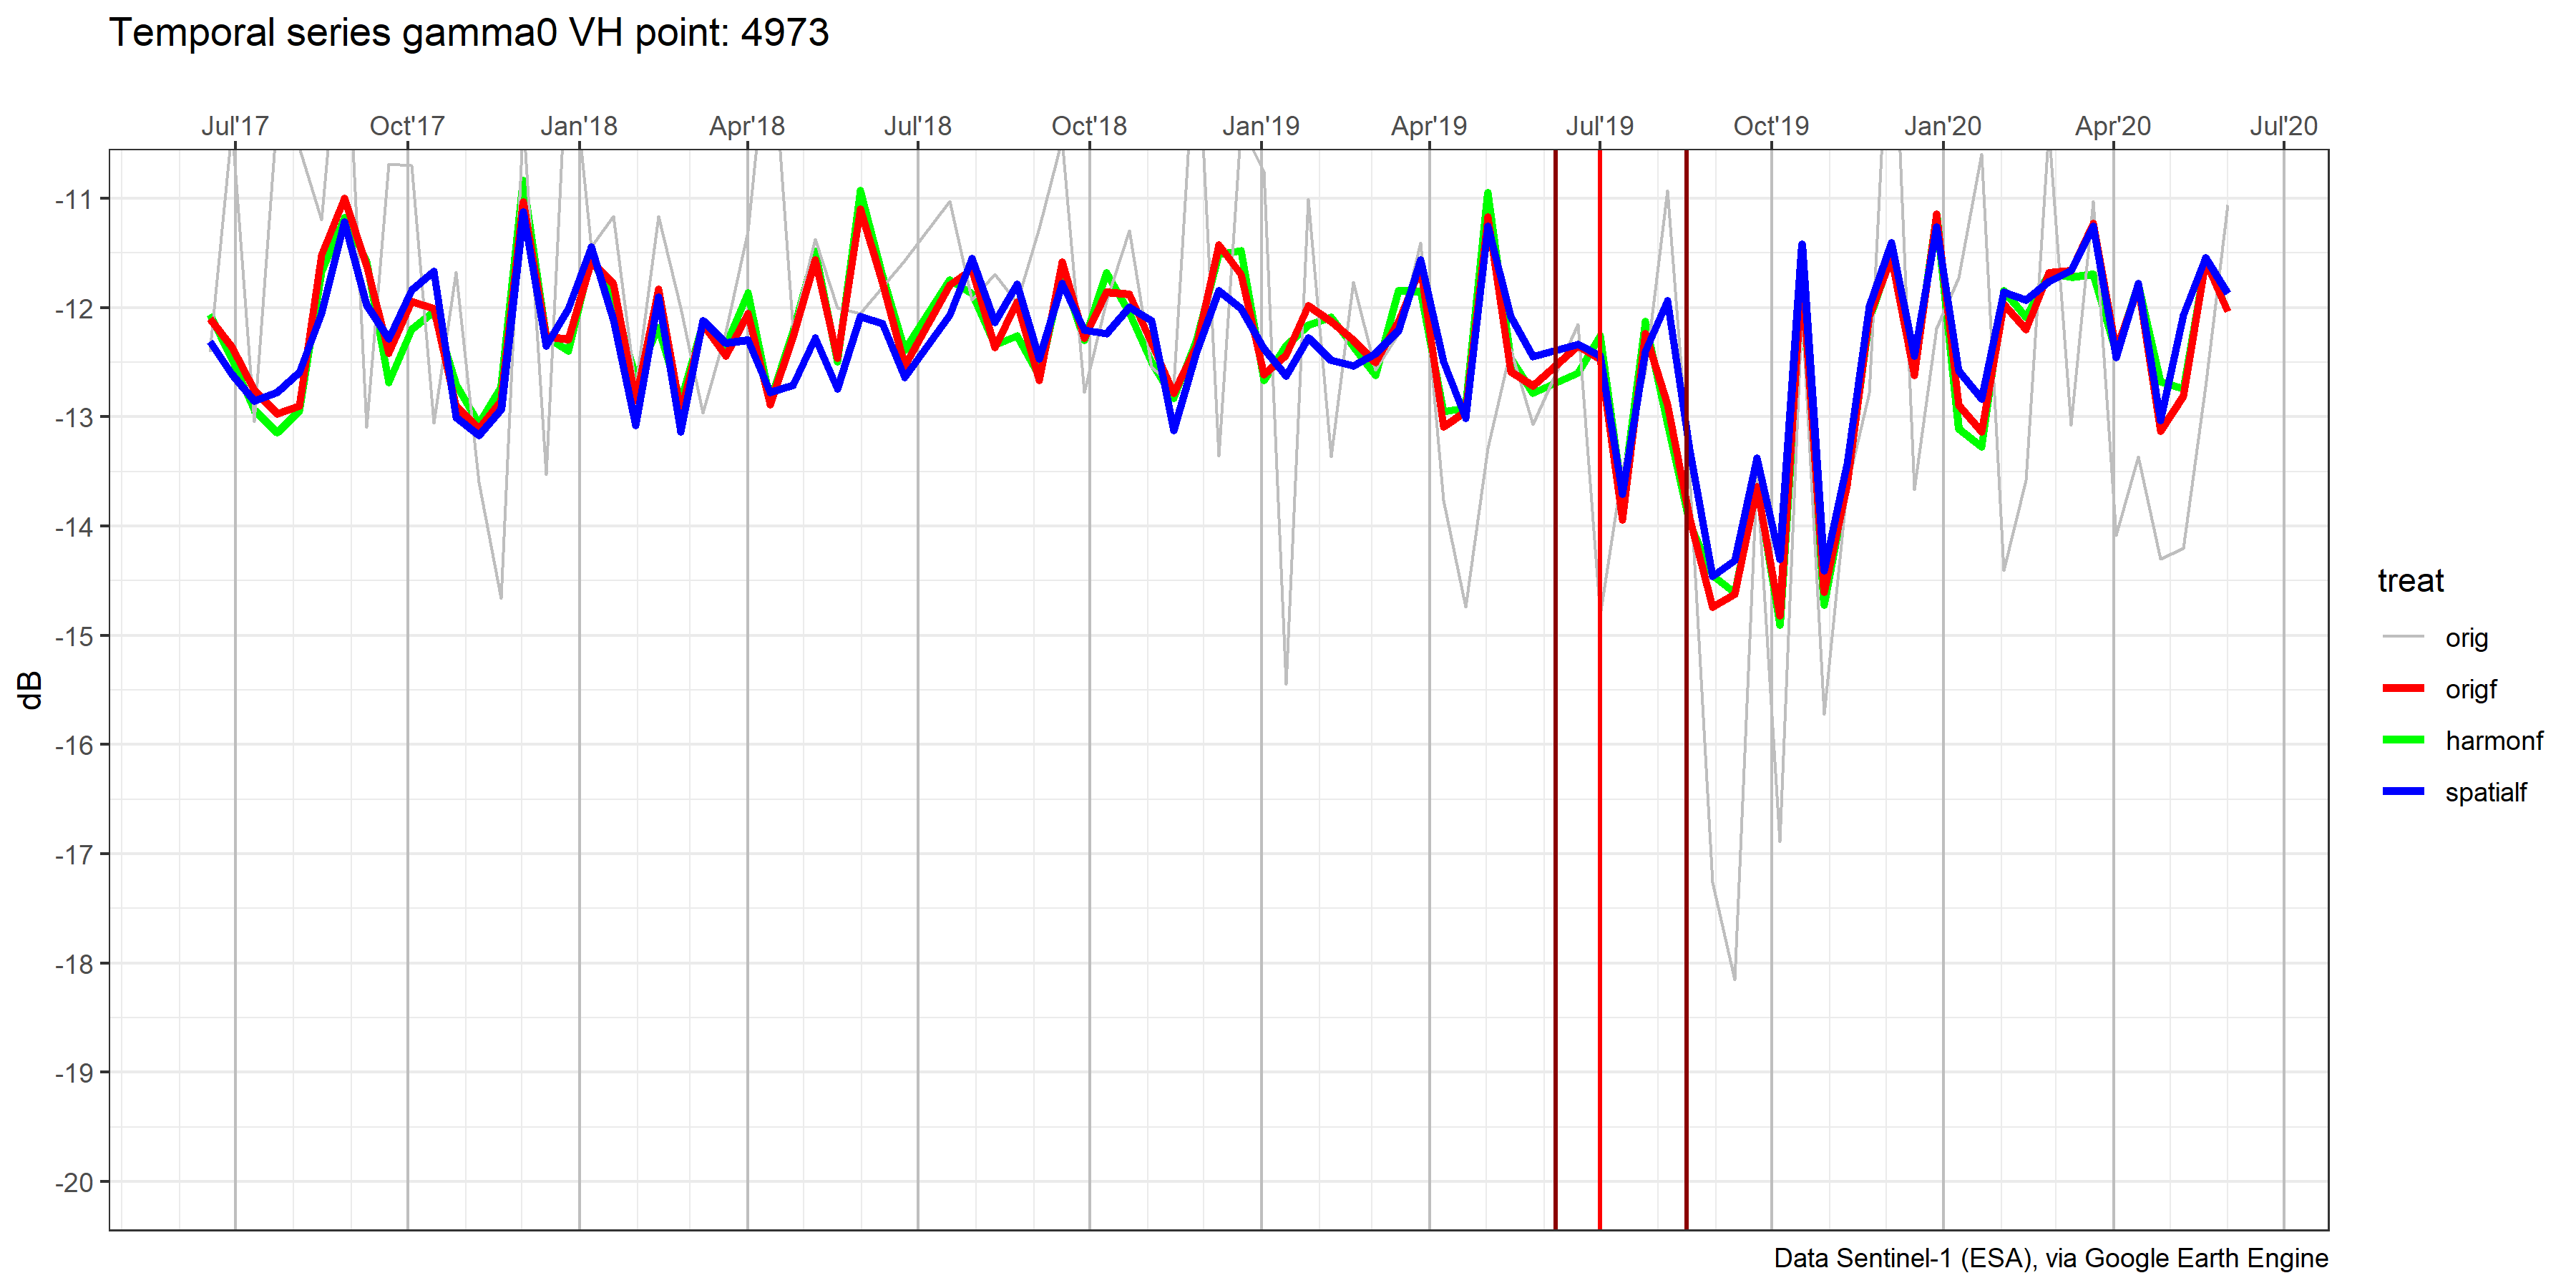 Temporal series gamma0 VH point: 4973
Jul'17 Oct'17 Jan'18 Apr'18 Jul'18 Oct'18 Jan'19 Apr'19 Jul'19 Oct'19 Jan'20 Apr'20 Jul'20
-11
-12
-13
-14
-15
-16
-17
-18
-19
-20
dB
treat
orig
origf
harmonf
spatialf
Data Sentinel-1 (ESA), via Google Earth Engine